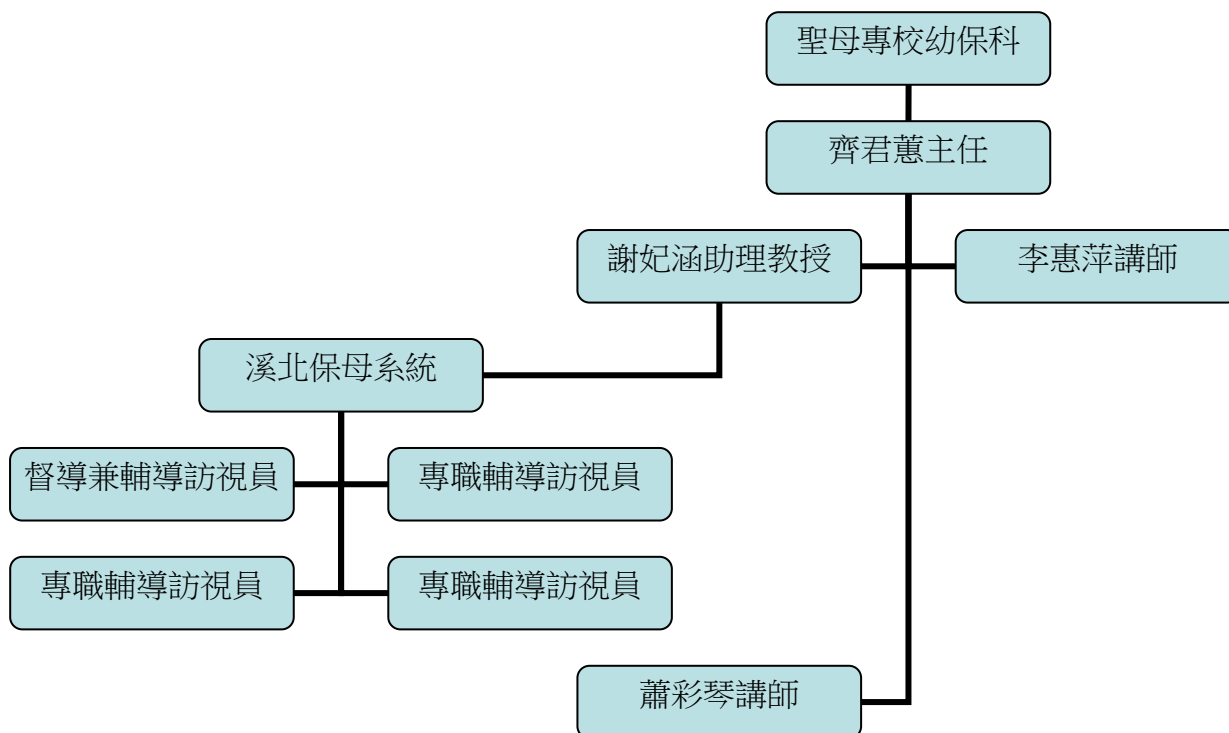 聖母專校幼保科
齊君蕙主任
謝妃涵助理教授
李惠萍講師
溪北保母系統
督導兼輔導訪視員
專職輔導訪視員
專職輔導訪視員
專職輔導訪視員
蕭彩琴講師